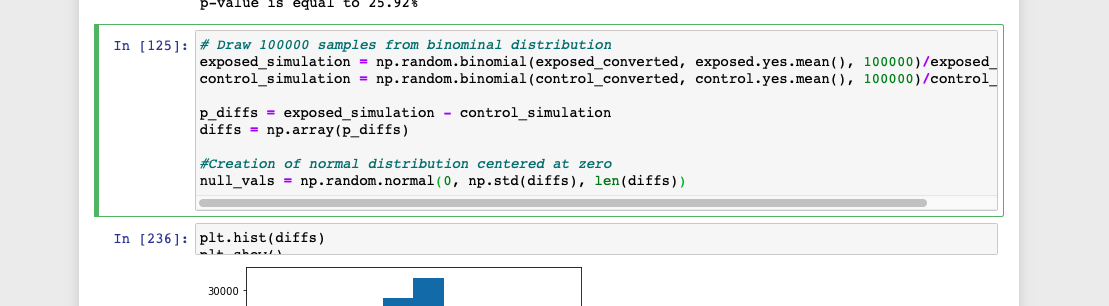 p-value is equal to 25.92%
In [125]: # Draw 100000 samples from binominal distribution
exposed_simulation = np.random.binomial(exposed_converted, exposed.yes.mean(), 100000)/exposed_
control_simulation = np.random.binomial(control_converted, control.yes.mean(), 100000)/control_
p_diffs = exposed_simulation - control_simulation
diffs = np.array(p_diffs)
#Creation of normal distribution centered at zero
null_vals = np.random.normal(0, np.std(diffs), len(diffs))
In [236]: plt.hist(diffs)
plt.show()
30000